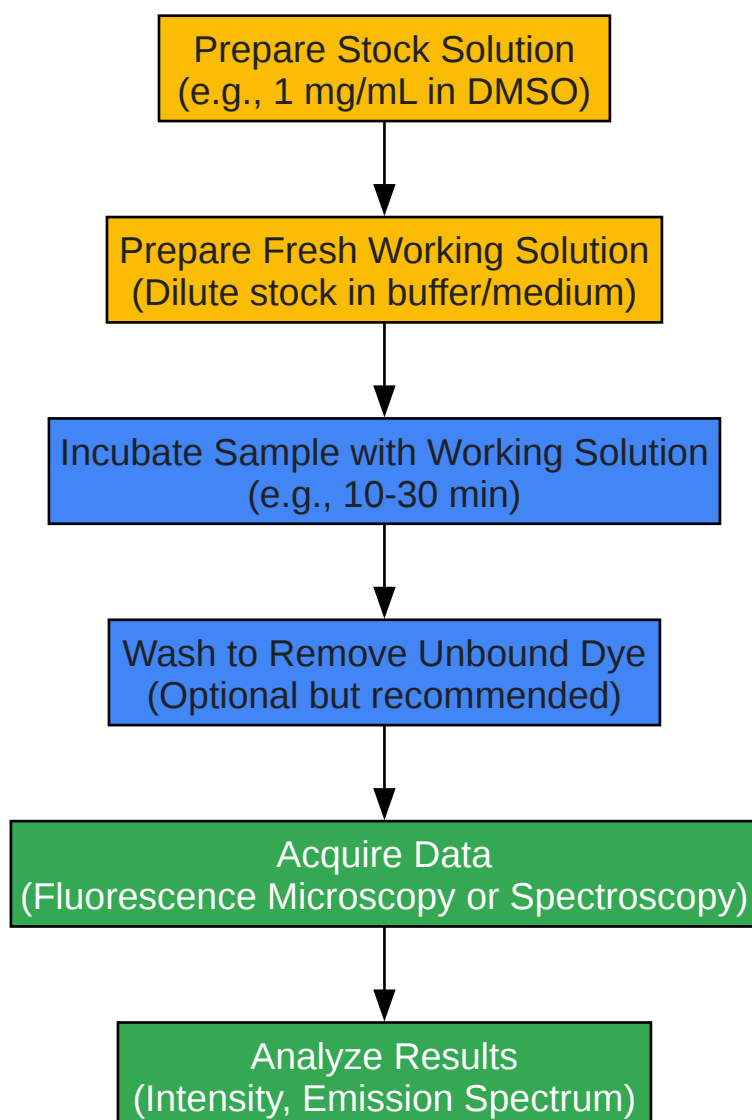 Prepare Stock Solution
(e.g., 1 mg/mL in DMSO)
Prepare Fresh Working Solution
(Dilute stock in buffer/medium)
Incubate Sample with Working Solution
(e.g., 10-30 min)
Wash to Remove Unbound Dye
(Optional but recommended)
Acquire Data
(Fluorescence Microscopy or Spectroscopy)
Analyze Results
(Intensity, Emission Spectrum)